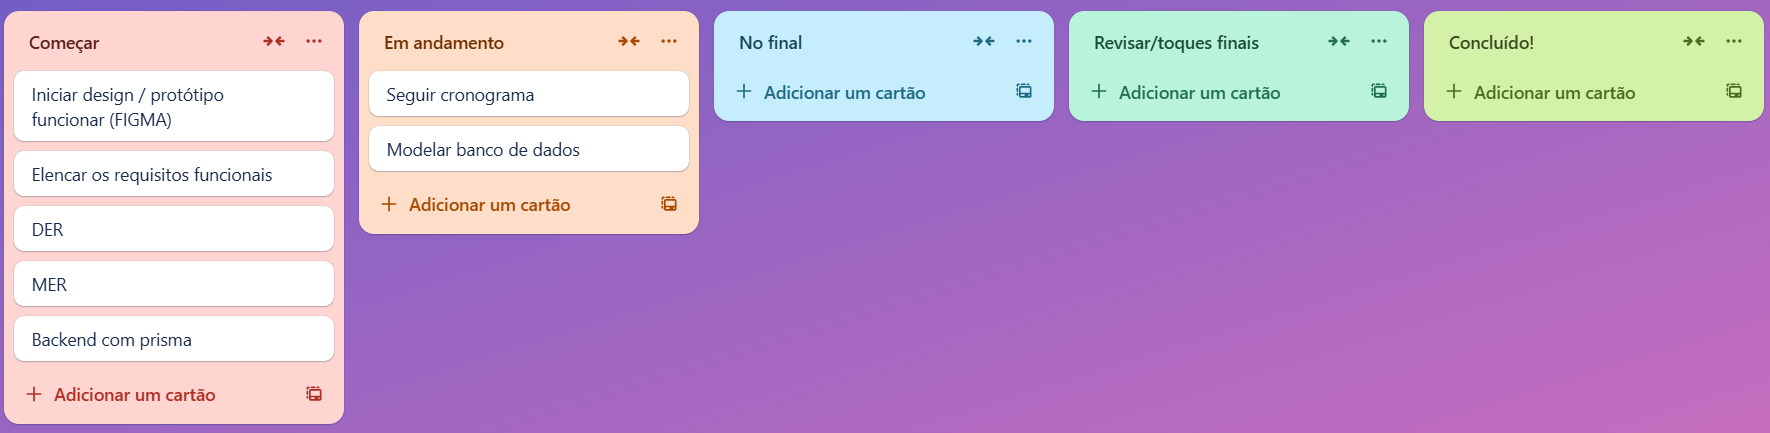 Começar
Iniciar design / protótipo
funcionar (FIGMA)
Elencar os requisitos funcionais
DER
MER
Backend com prisma
Adicionar um cartão
Em andamento
Seguir cronograma
Modelar banco de dados
Adicionar um cartão
No final
Adicionar um cartão
Revisar/toques finais
Adicionar um cartão
Concluído!
Adicionar um cartão